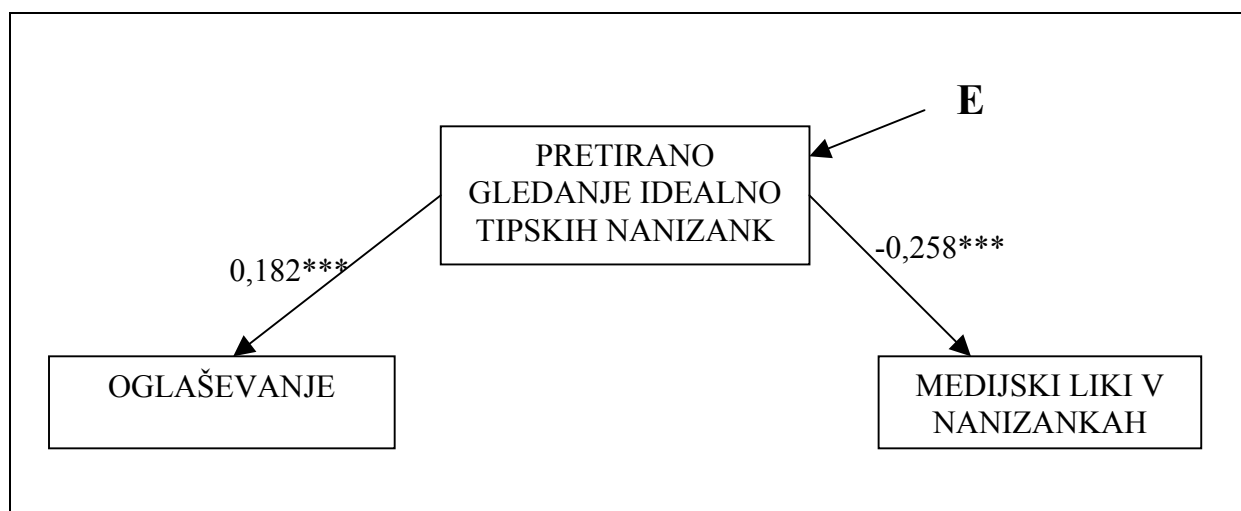 E
PRETIRANO
GLEDANJE IDEALNO
TIPSKIH NANIZANK
0,182***
-0,258***
OGLAŠEVANJE
MEDIJSKI LIKI V
NANIZANKAH